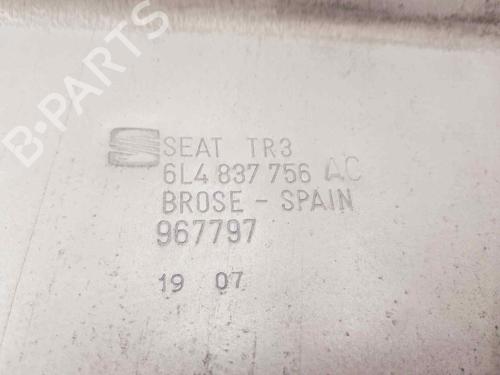 B-PARTS
SEAT TR3
6L4 837 756 AC
BROSE - SPAIN
967797
19 07